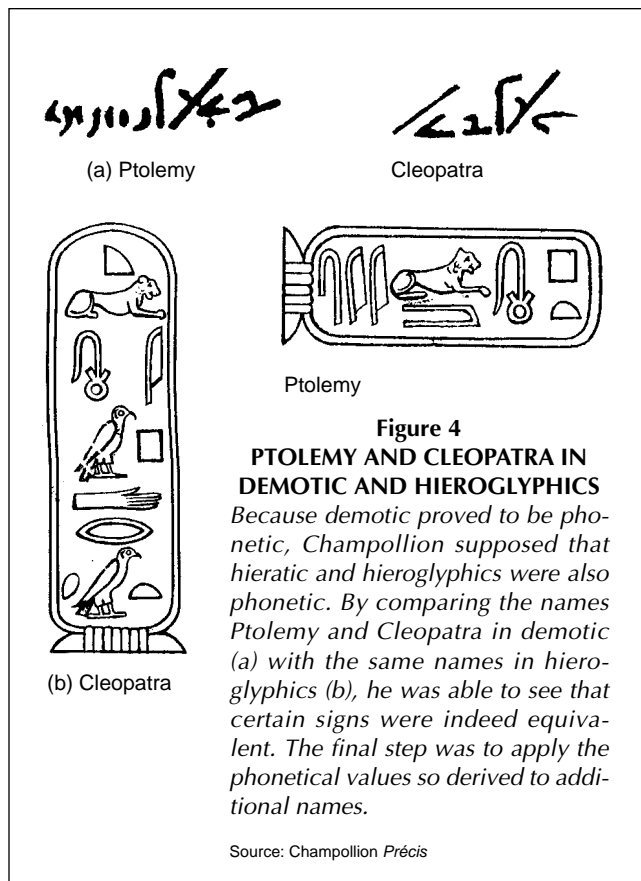 (a) Ptolemy
Cleopatra
Ptolemy
(b) Cleopatra
Figure 4
PTOLEMY AND CLEOPATRA IN
DEMOTIC AND HIEROGLYPHICS
Because demotic proved to be pho-
netic, Champollion supposed that
hieratic and hieroglyphics were also
phonetic. By comparing the names
Ptolemy and Cleopatra in demotic
(a) with the same names in hiero-
glyphics (b), he was able to see that
certain signs were indeed equiva-
lent. The final step was to apply the
phonetical values so derived to addi-
tional names.
Source: Champollion Précis